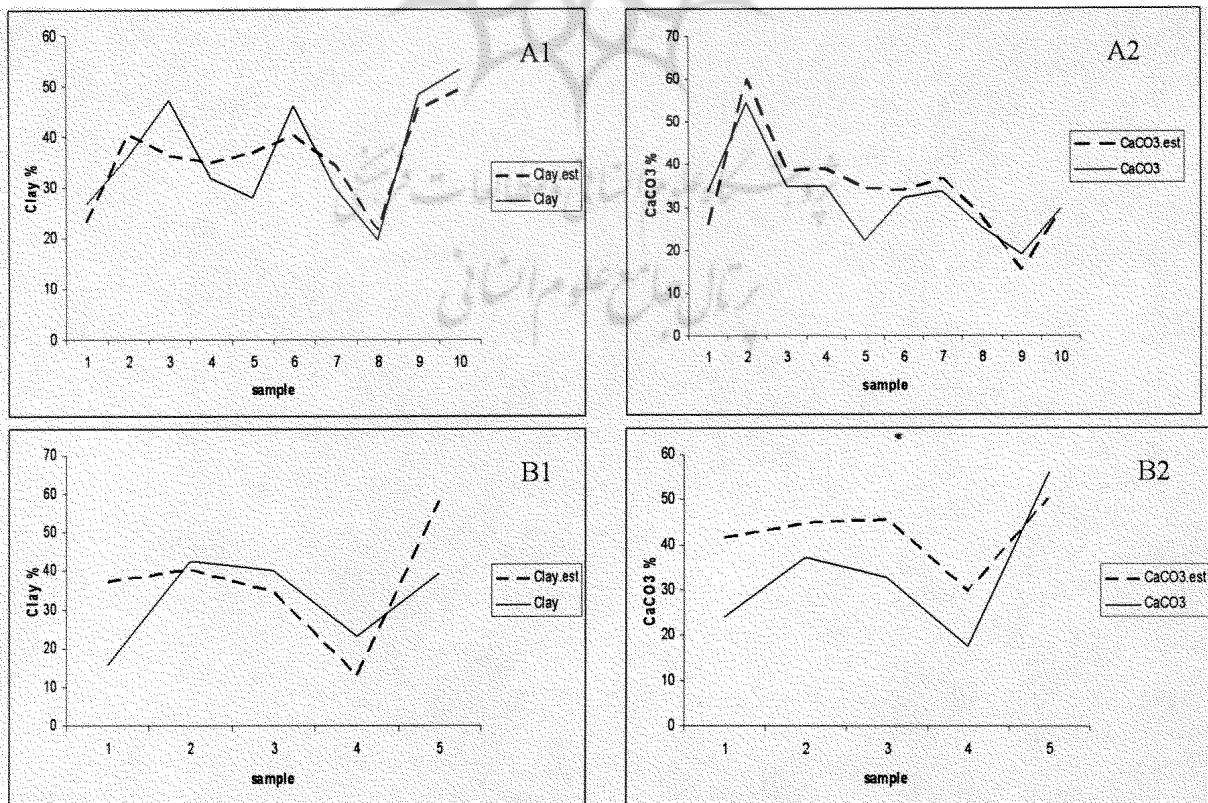 A1
60
50
40
30
20
10
0
Clay %
1 2 3 4 5 6 7 8 9 10
sample
Clay.est
Clay
A2
70
60
50
40
30
20
10
0
CaCO3 %
1 2 3 4 5 6 7 8 9 10
sample
CaCO3.est
CaCO3
پرتال جامع علوم انسانی
B1
70
60
50
40
30
20
10
0
Clay %
1 2 3 4 5
sample
Clay.est
Clay
B2
60
50
40
30
20
10
0
CaCO3 %
1 2 3 4 5
sample
CaCO3.est
CaCO3